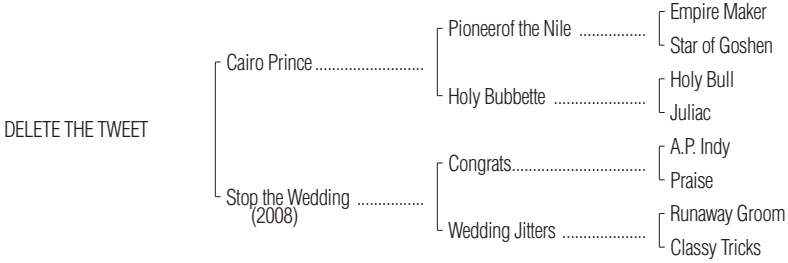 Empire Maker
Pioneerof the Nile ................
Star of Goshen
Cairo Prince ..........................
Holy Bull
Holy Bubbette ......................
Juliac
DELETE THE TWEET
A.P. Indy
Congrats................................
Praise
Stop the Wedding ................
(2008)
Runaway Groom
Wedding Jitters ....................
Classy Tricks